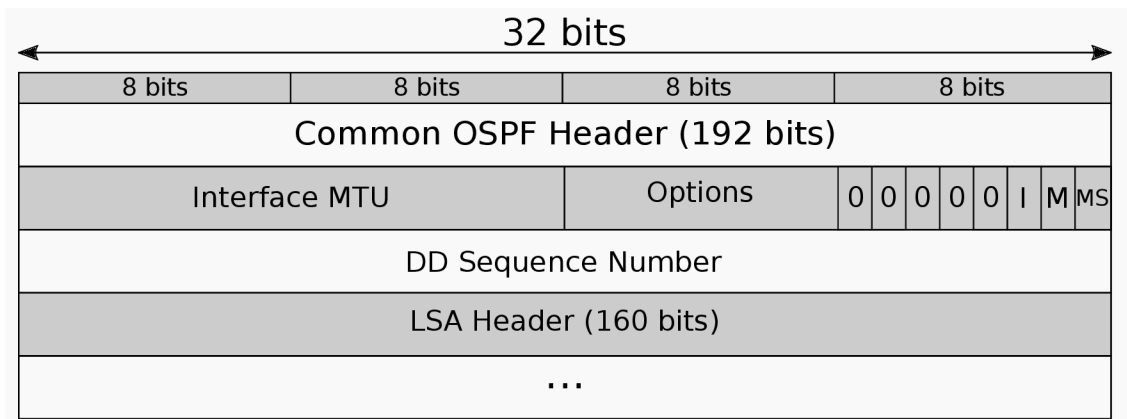 32 bits
8 bits 8 bits 8 bits 8 bits
Common OSPF Header (192 bits)
Interface MTU Options 0 0 0 0 0 I M MS
DD Sequence Number
LSA Header (160 bits)
...